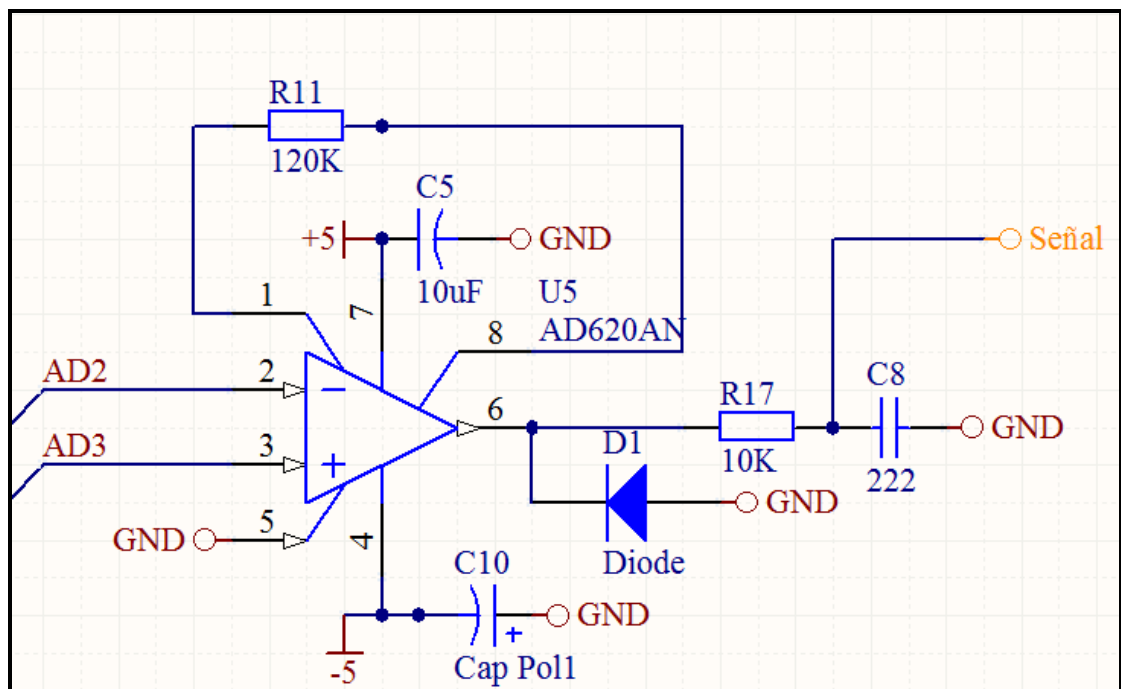 R11
120K
C5
+5
GND
10uF
Señal
1
7
U5
AD620AN
8
AD2
2
−
6
R17
10K
C8
222
GND
AD3
3
+
D1
GND
Diode
GND
5
4
C10
GND
+
-5
Cap Pol1